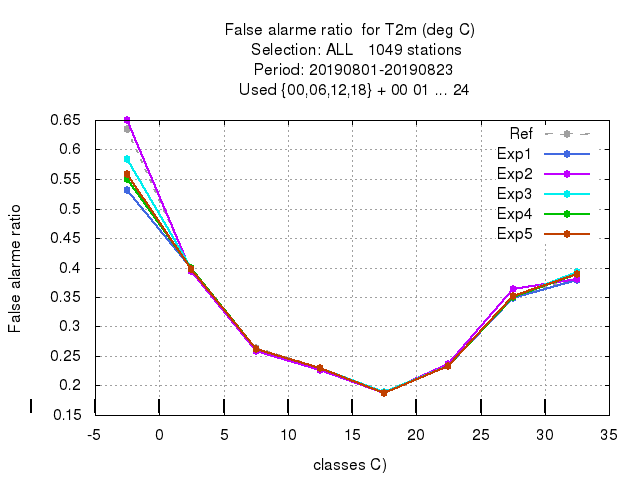 False alarme ratio  for T2m (deg C)
Selection: ALL   1049 stations
Period: 20190801-20190823
Used {00,06,12,18} + 00 01 ... 24
Ref
Exp1
Exp2
Exp3
Exp4
Exp5
False alarme ratio
0.65
0.6
0.55
0.5
0.45
0.4
0.35
0.3
0.25
0.2
0.15
-5 0 5 10 15 20 25 30 35
classes C)